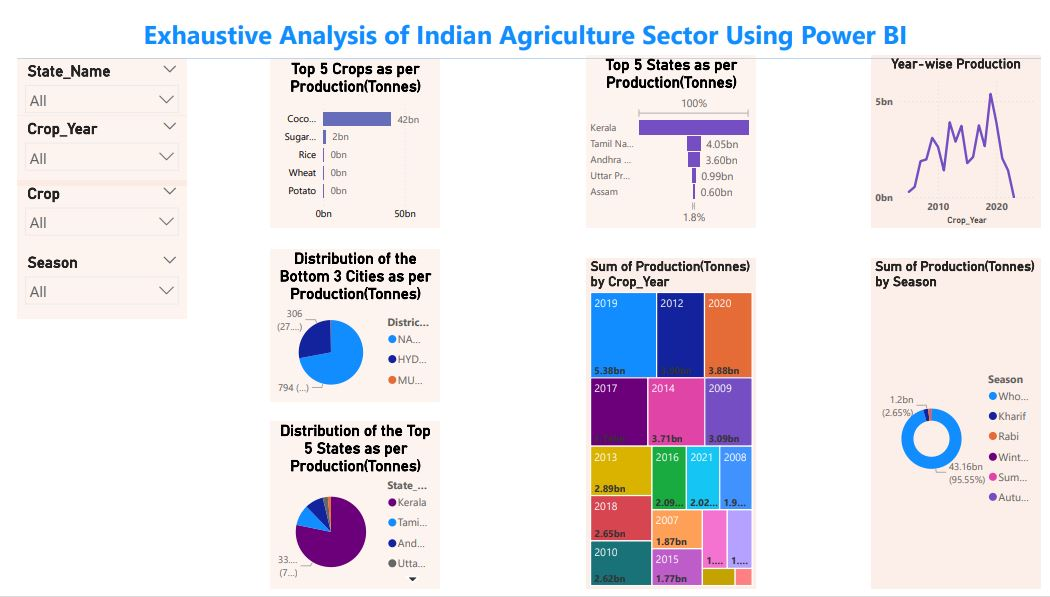 Exhaustive Analysis of Indian Agriculture Sector Using Power BI
State_Name
All
Crop_Year
All
Crop
All
Season
All
Top 5 Crops as per
Production(Tonnes)
Coco...
42bn
Sugar...
2bn
Rice
0bn
Wheat
0bn
Potato
0bn
0bn
50bn
Top 5 States as per
Production(Tonnes)
100%
Kerala
Tamil Na...
4.05bn
Andhra ...
3.60bn
Uttar Pr...
0.99bn
Assam
0.60bn
1.8%
Year-wise Production
5bn
0bn
2010
2020
Crop_Year
Distribution of the
Bottom 3 Cities as per
Production(Tonnes)
306
(27....)
794 (...)
Distric...
NA...
HYD...
MU...
Distribution of the Top
5 States as per
Production(Tonnes)
33....
(7...)
State_...
Kerala
Tami...
And...
Utta...
Sum of Production(Tonnes)
by Crop_Year
2019
5.38bn
2012
2020
3.88bn
2017
2014
3.71bn
2009
3.09bn
2013
2.89bn
2016
2.09...
2021
2.02...
2008
1.9...
2018
2.65bn
2007
1.87bn
2010
2.62bn
2015
1.77bn
1....
1....
Sum of Production(Tonnes)
by Season
1.2bn
(2.65%)
43.16bn
(95.55%)
Season
Who...
Kharif
Rabi
Wint...
Sum...
Autu...